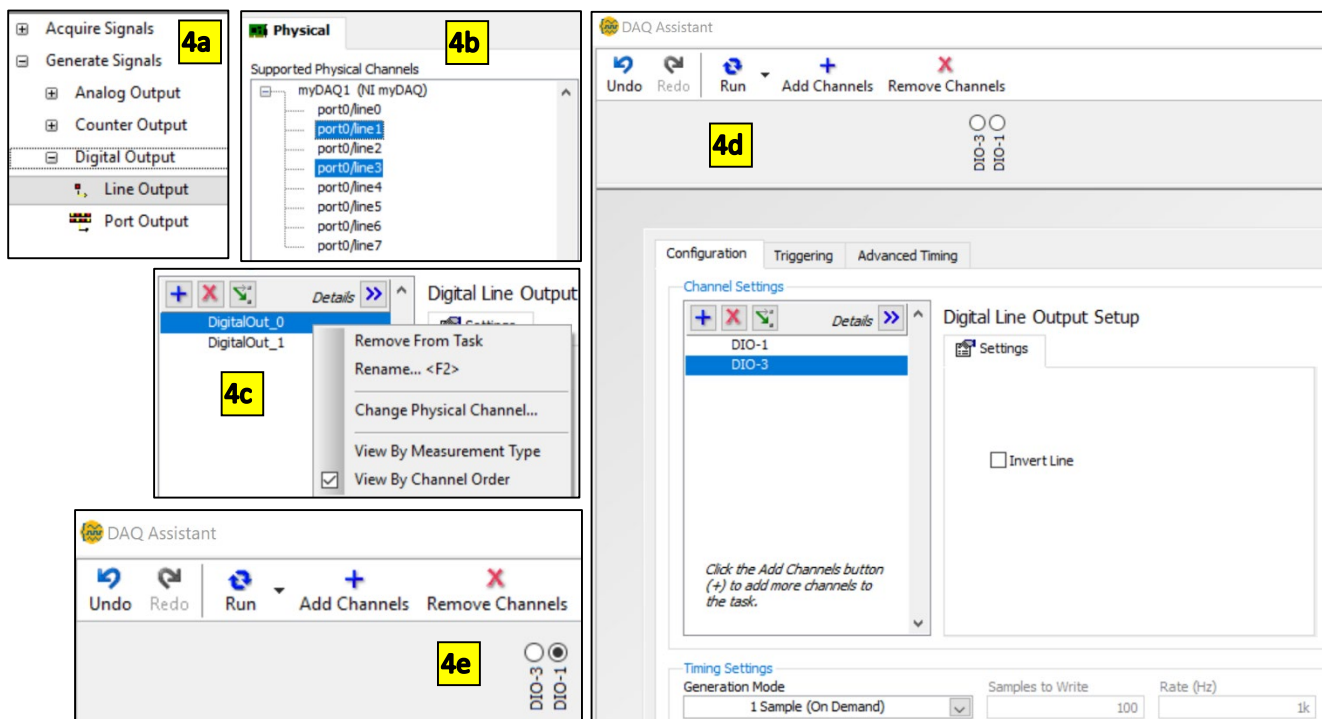 Acquire Signals
4a
Generate Signals
Analog Output
Counter Output
Digital Output
Line Output
Port Output
Physical
4b
Supported Physical Channels
myDAQ1 (NI myDAQ)
port0/line0
port0/line1
port0/line2
port0/line3
port0/line4
port0/line5
port0/line6
port0/line7
Details
Digital Line Output
DigitalOut_0
DigitalOut_1
4c
Remove From Task
Rename... <F2>
Change Physical Channel...
View By Measurement Type
View By Channel Order
DAQ Assistant
Undo Redo Run Add Channels Remove Channels
4e
DIO-3
DIO-1
DAQ Assistant
Undo Redo Run Add Channels Remove Channels
4d
DIO-3
DIO-1
Configuration Triggering Advanced Timing
Channel Settings
Details
Digital Line Output Setup
DIO-1
DIO-3
Settings
Invert Line
Click the Add Channels button
(+) to add more channels to
the task.
Timing Settings
Generation Mode Samples to Write Rate (Hz)
1 Sample (On Demand) 100 1k